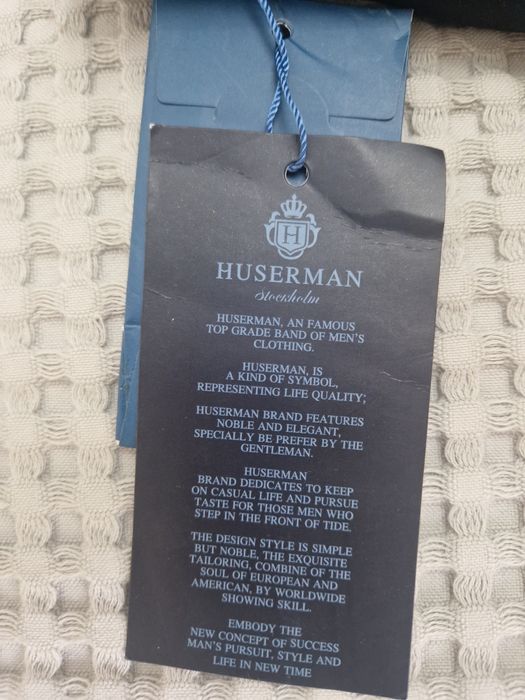 H
HUSERMAN
Stockholm
HUSERMAN, AN FAMOUS
TOP GRADE BAND OF MEN'S
CLOTHING.
HUSERMAN, IS
A KIND OF SYMBOL,
REPRESENTING LIFE QUALITY;
HUSERMAN BRAND FEATURES
NOBLE AND ELEGANT,
SPECIALLY BE PREFER BY THE
GENTLEMAN.
HUSERMAN
BRAND DEDICATES TO KEEP
ON CASUAL LIFE AND PURSUE
TASTE FOR THOSE MEN WHO
STEP IN THE FRONT OF TIDE.
THE DESIGN STYLE IS SIMPLE
BUT NOBLE, THE EXQUISITE
TAILORING, COMBINE OF THE
SOUL OF EUROPEAN AND
AMERICAN, BY WORLDWIDE
SHOWING SKILL.
EMBODY THE
NEW CONCEPT OF SUCCESS
MAN'S PURSUIT, STYLE AND
LIFE IN NEW TIME